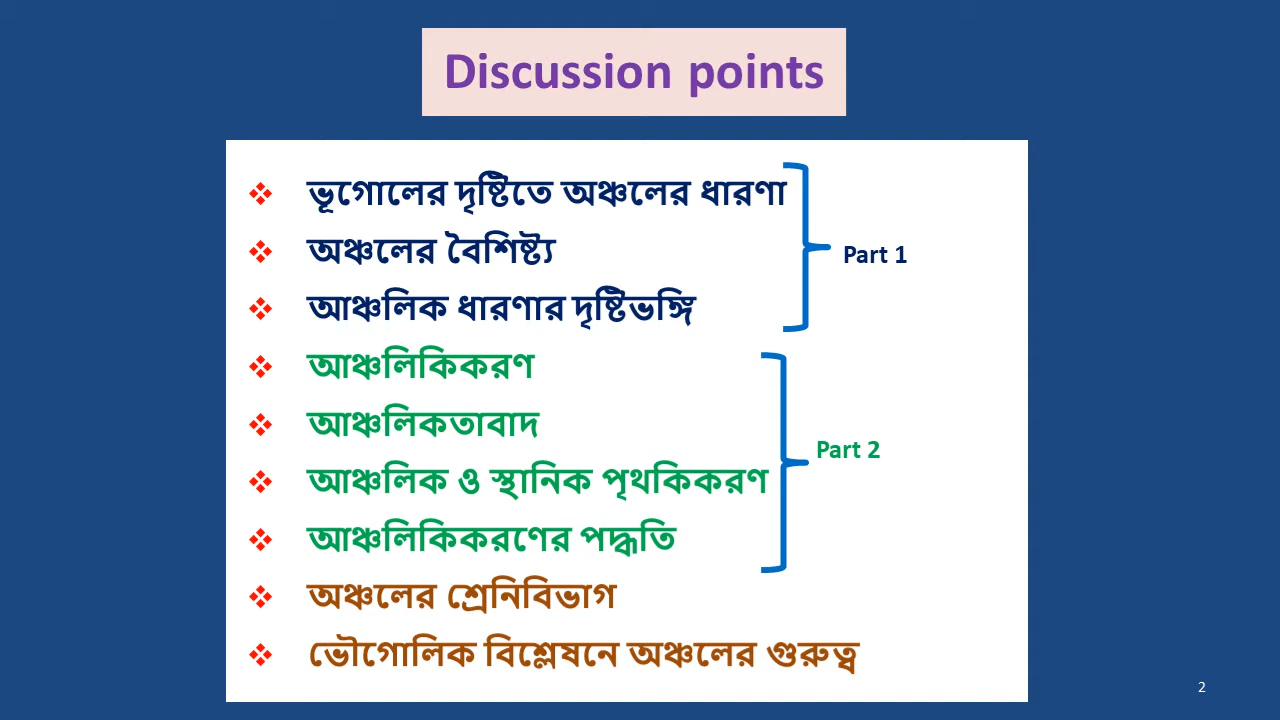 Discussion points
ভূগোলের দৃষ্টিতে অঞ্চলের ধারণা
অঞ্চলের বৈশিষ্ট্য
আঞ্চলিক ধারণার দৃষ্টিভঙ্গি
Part 1
আঞ্চলিকিকরণ
আঞ্চলিকতাবাদ
আঞ্চলিক ও স্থানিক পৃথকিকরণ
আঞ্চলিকিকরণের পদ্ধতি
Part 2
অঞ্চলের শ্রেনিবিভাগ
ভৌগোলিক বিশ্লেষনে অঞ্চলের গুরুত্ব
2